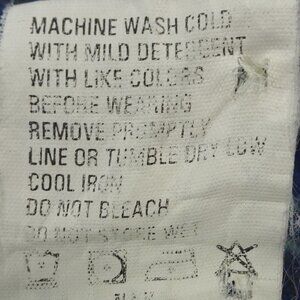 MACHINE WASH COLD
WITH MILD DETERGENT
WITH LIKE COLORS
BEFORE WEARING
REMOVE PROMPTLY
LINE OR TUMBLE DRY LOW
COOL IRON
DO NOT BLEACH
DO NOT STORE WET